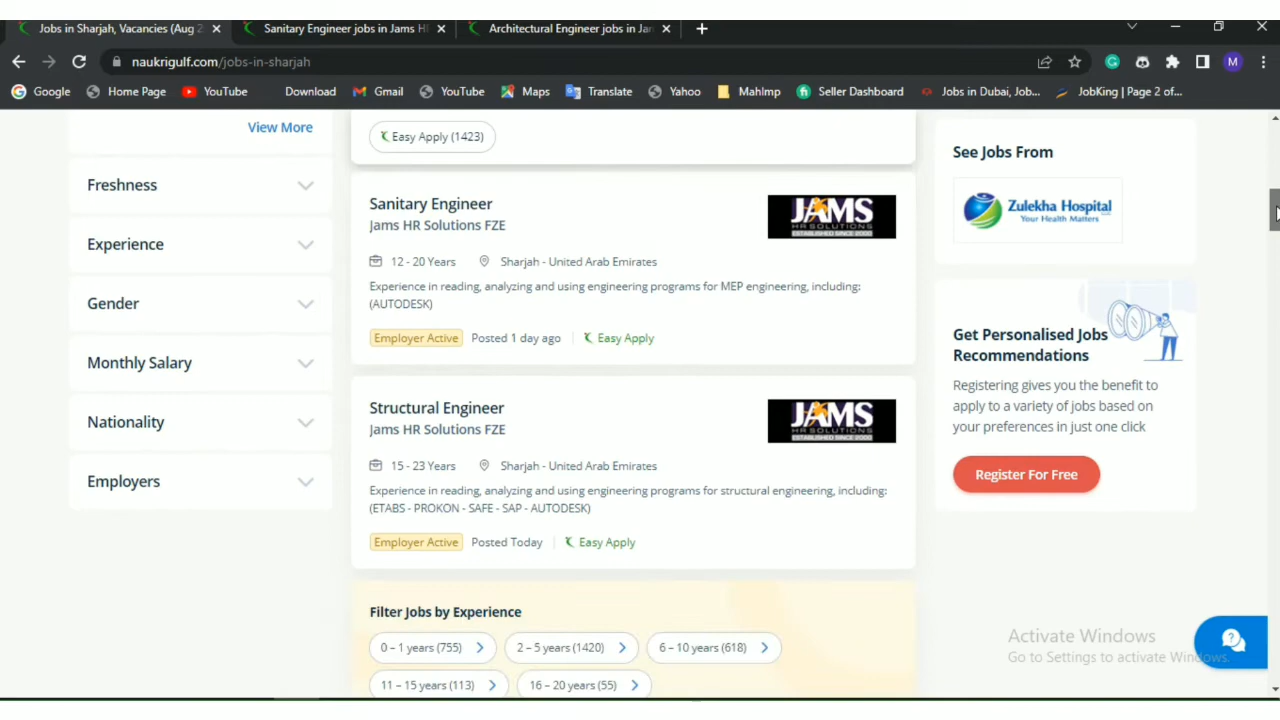 Jobs in Sharjah, Vacancies (Aug 2
Sanitary Engineer jobs in Jams H
Architectural Engineer jobs in Jar
naukrigulf.com/jobs-in-sharjah
M
Google
Home Page
YouTube
Download
Gmail
YouTube
Maps
Translate
Yahoo
MahImp
Seller Dashboard
Jobs in Dubai, Job...
JobKing | Page 2 of...
View More
Freshness
Experience
Gender
Monthly Salary
Nationality
Employers
Easy Apply (1423)
Sanitary Engineer
Jams HR Solutions FZE
JAMS
HR SOLUTIONS
ESTABLISHED SINCE 2000
12 - 20 Years
Sharjah - United Arab Emirates
Experience in reading, analyzing and using engineering programs for MEP engineering, including:
(AUTODESK)
Employer Active
Posted 1 day ago
Easy Apply
Structural Engineer
Jams HR Solutions FZE
JAMS
HR SOLUTIONS
ESTABLISHED SINCE 2000
15 - 23 Years
Sharjah - United Arab Emirates
Experience in reading, analyzing and using engineering programs for structural engineering, including:
(ETABS - PROKON - SAFE - SAP - AUTODESK)
Employer Active
Posted Today
Easy Apply
Filter Jobs by Experience
0 – 1 years (755)
2 – 5 years (1420)
6 – 10 years (618)
11 – 15 years (113)
16 – 20 years (55)
See Jobs From
Zulekha Hospital
Your Health Matters
Get Personalised Jobs
Recommendations
Registering gives you the benefit to
apply to a variety of jobs based on
your preferences in just one click
Register For Free
Activate Windows
Go to Settings to activate Windows.